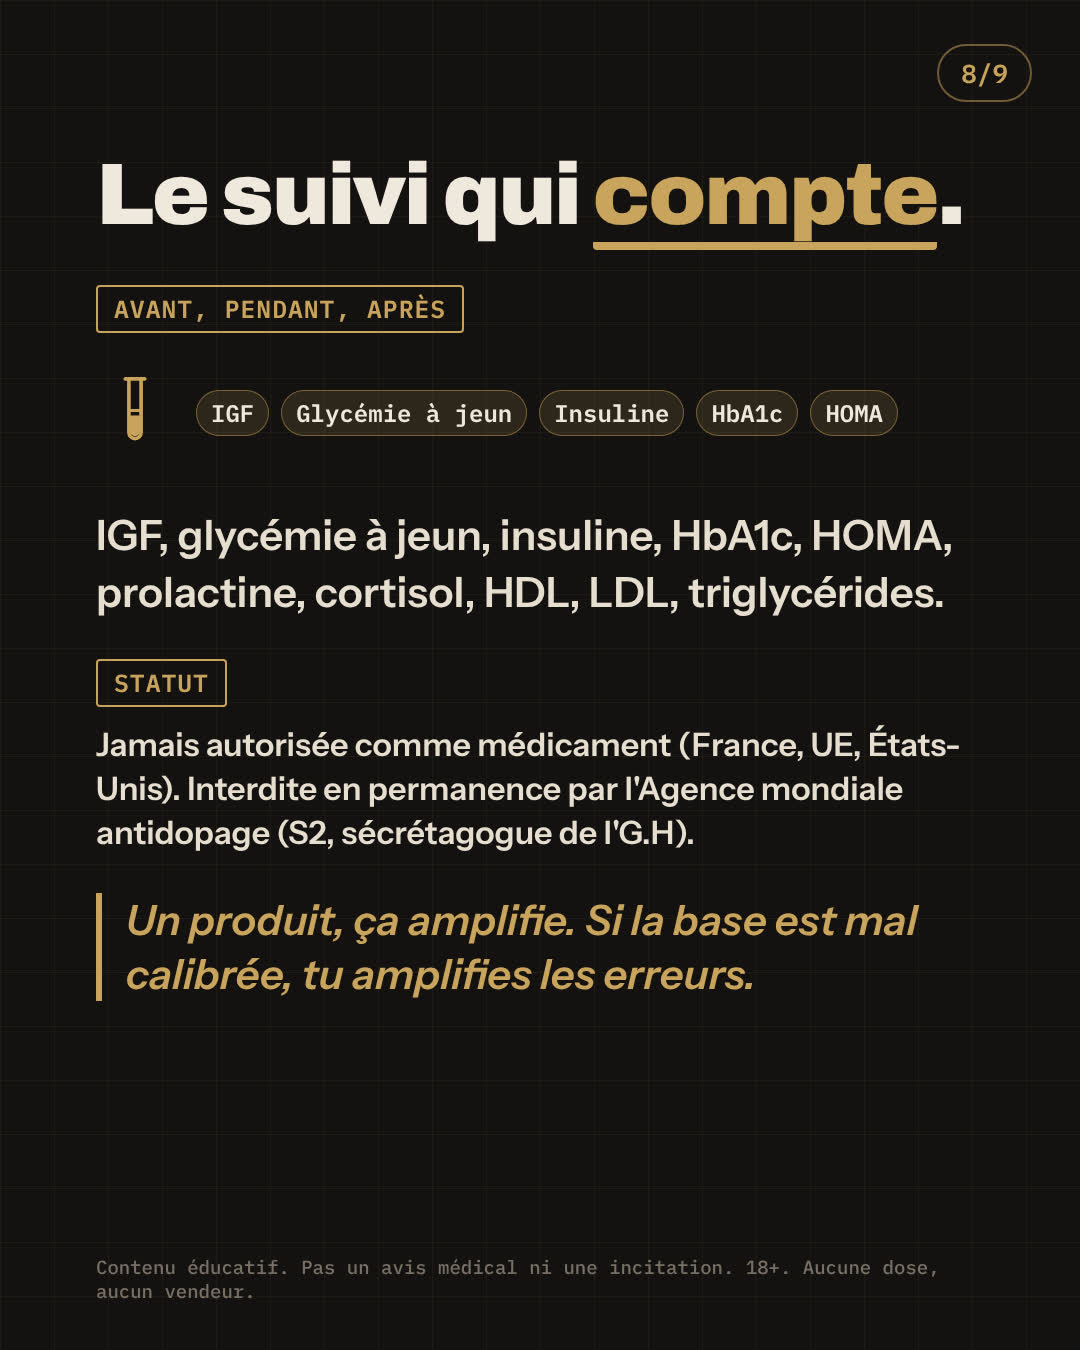 8/9
Le suivi qui compte.
AVANT, PENDANT, APRÈS
IGF Glycémie à jeun Insuline HbA1c HOMA
IGF, glycémie à jeun, insuline, HbA1c, HOMA,
prolactine, cortisol, HDL, LDL, triglycérides.
STATUT
Jamais autorisée comme médicament (France, UE, États-
Unis). Interdite en permanence par l'Agence mondiale
antidopage (S2, sécrétagogue de l'G.H).
Un produit, ça amplifie. Si la base est mal
calibrée, tu amplifies les erreurs.
Contenu éducatif. Pas un avis médical ni une incitation. 18+. Aucune dose,
aucun vendeur.